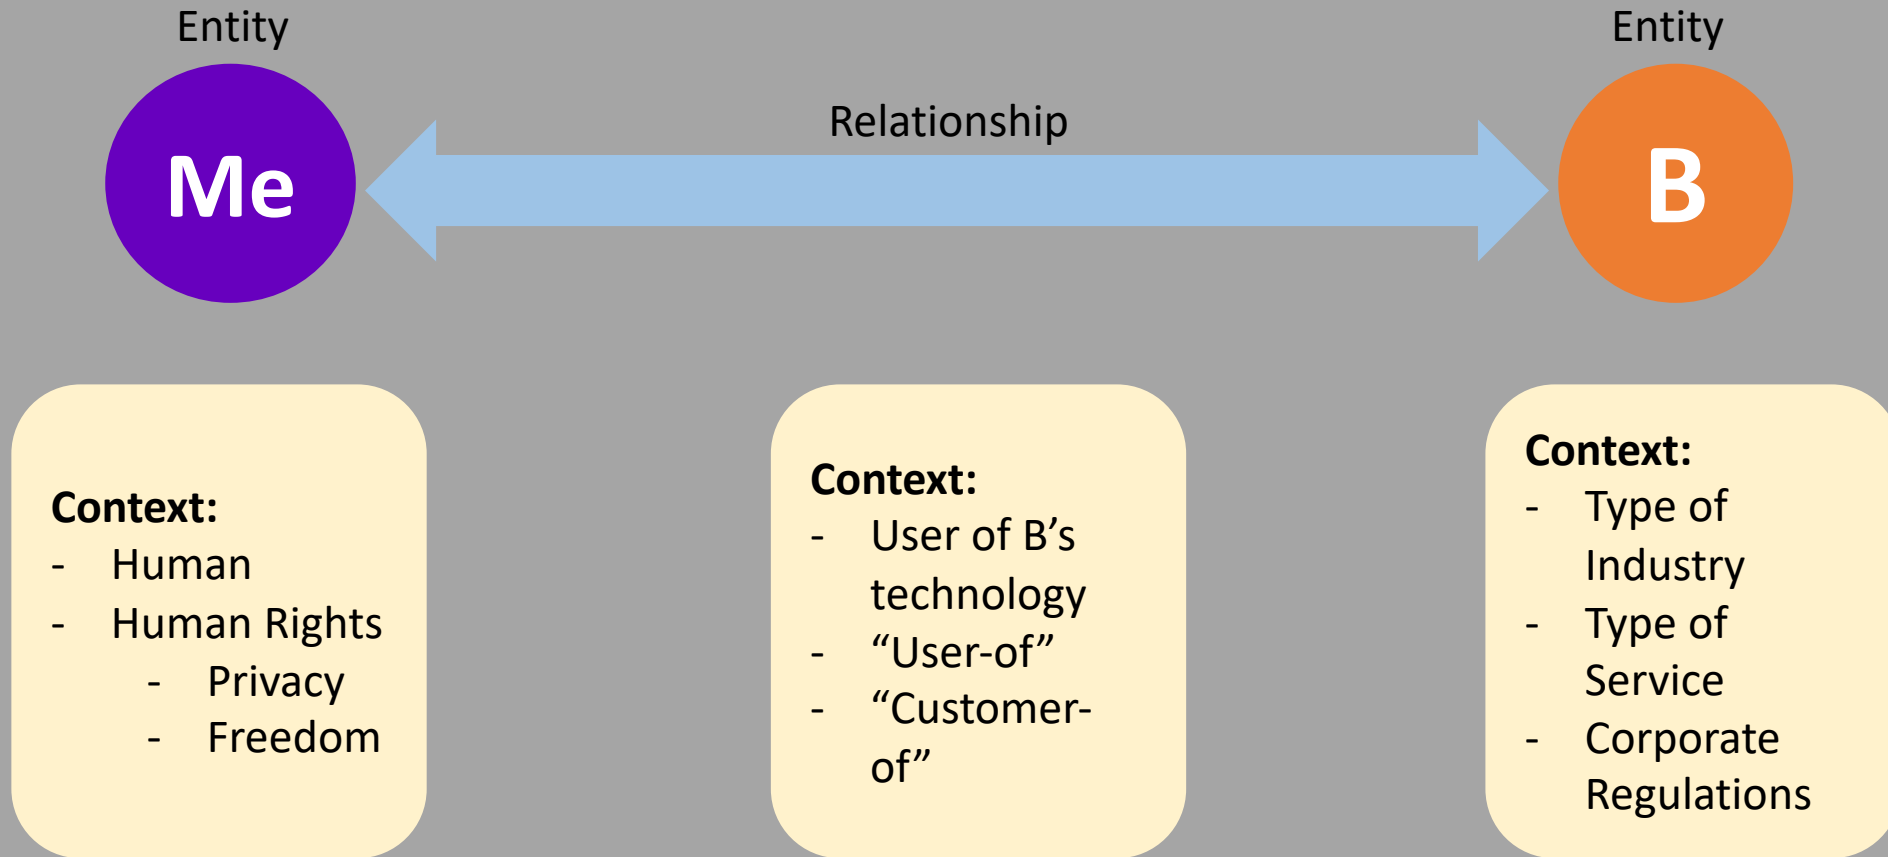 Entity
Entity
Relationship
Me
B
Context:
- Human
- Human Rights
- Privacy
- Freedom
Context:
- User of B’s
technology
- “User-of”
- “Customer-
of”
Context:
- Type of
Industry
- Type of
Service
- Corporate
Regulations